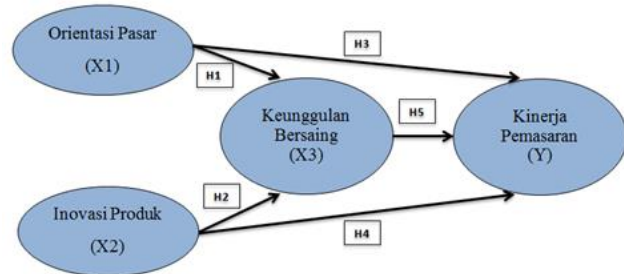 Orientasi Pasar
(X1)
H3
H1
Keunggulan
Bersaing
(X3)
H5
Kinerja
Pemasaran
(Y)
H2
Inovasi Produk
(X2)
H4